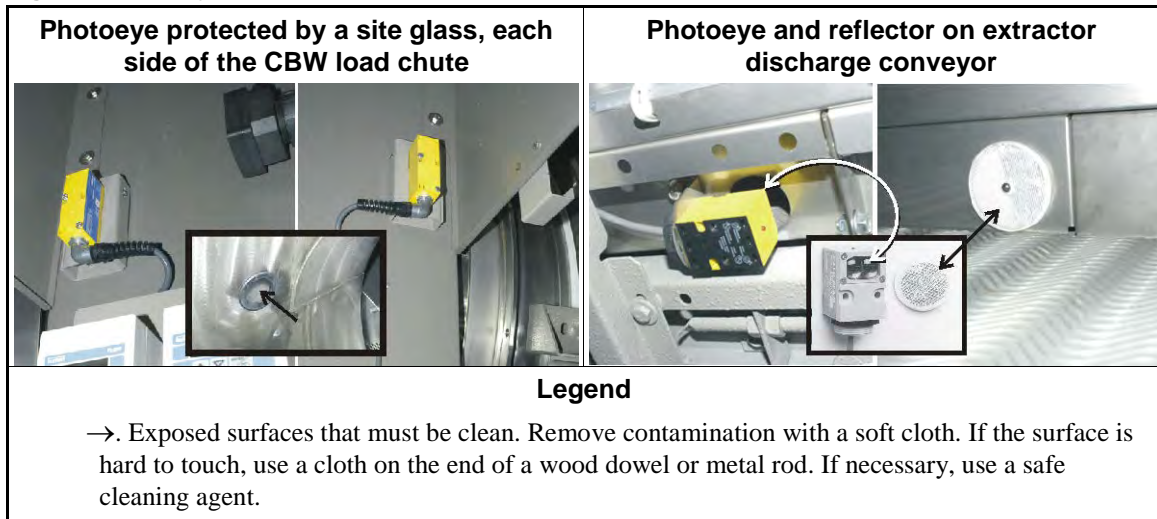 Photoeye protected by a site glass, each
side of the CBW load chute
Photoeye and reflector on extractor
discharge conveyor
Legend
→. Exposed surfaces that must be clean. Remove contamination with a soft cloth. If the surface is
hard to touch, use a cloth on the end of a wood dowel or metal rod. If necessary, use a safe
cleaning agent.